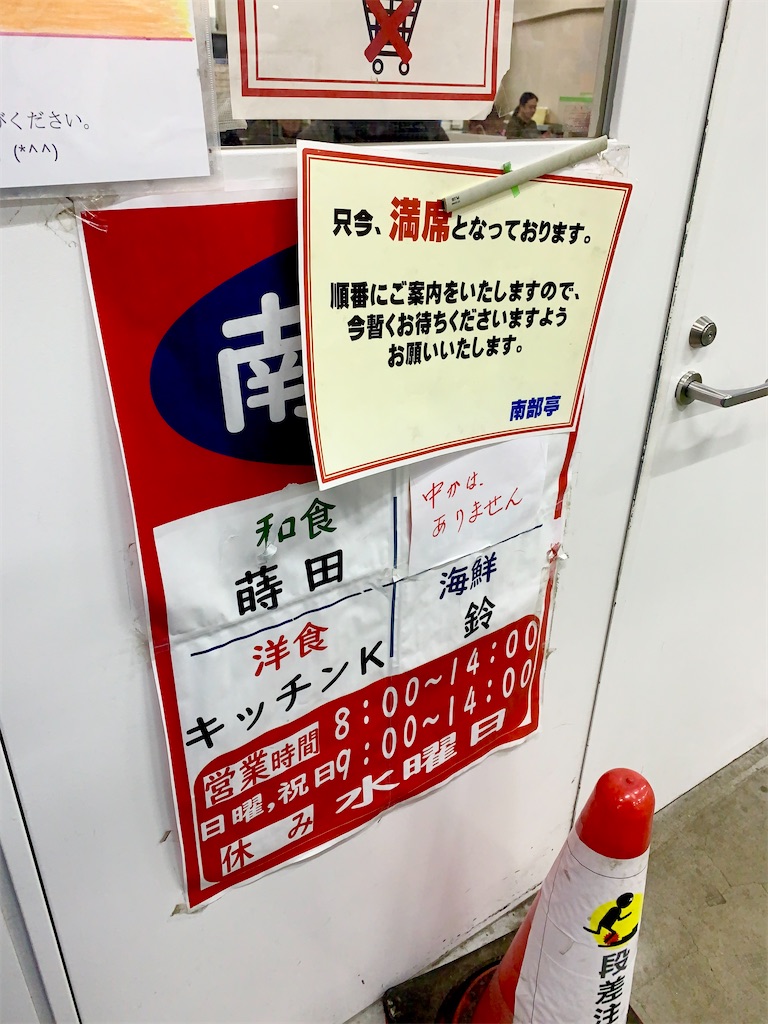 ください。
(*^^)
只今、満席となっております。
順番にご案内をいたしますので、
今暫くお待ちくださいますよう
お願いいたします。
南部亭
南
和食
蒔田
中かは、
ありません
洋食
キッチンK
海鮮
鈴
営業時間 8:00～14:00
日曜,祝日9:00～14:00
休み 水曜日
段差注